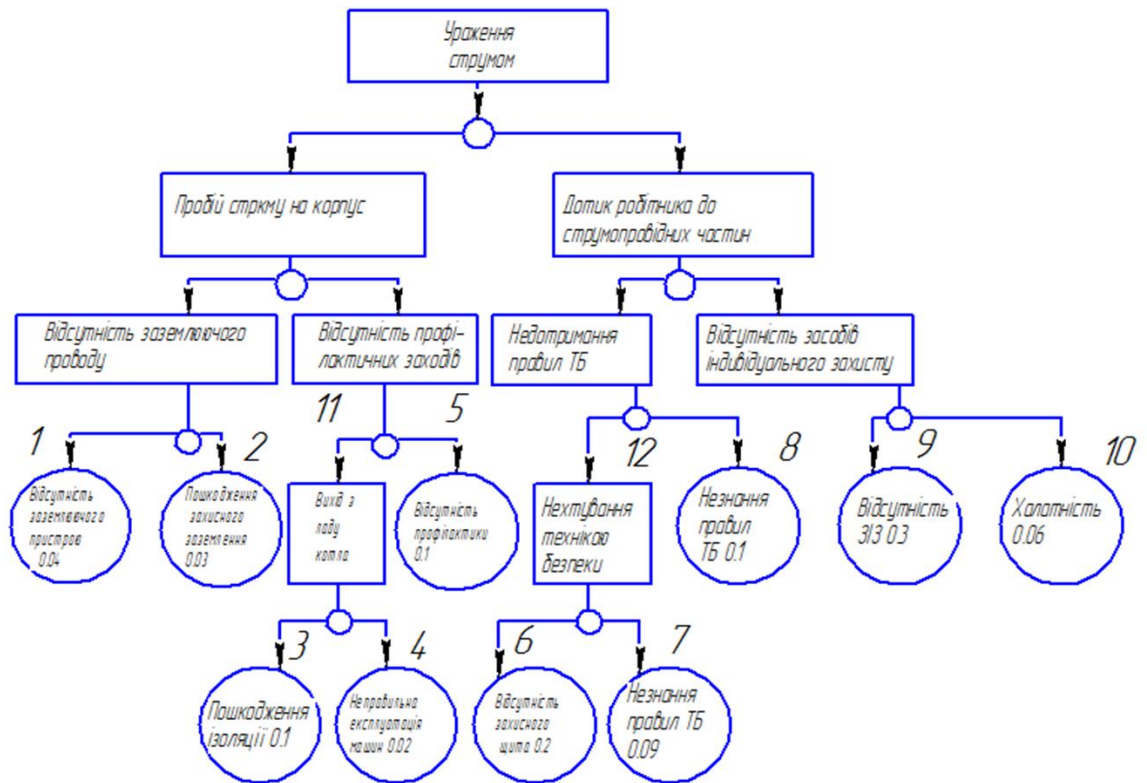 Ураження
струмом
Пробій стркму на корпус
Дотик робітника до
струмопровідних частин
Відсутність заземлюючого
проводу
Відсутність профі-
лактичних заходів
Недотримання
правил ТБ
Відсутність засобів
індивідуального захисту
1
2
11
5
12
8
9
10
Відсутність
заземлюючого
пристрою
0.04
Пошкодження
захисного
заземлення
0.03
Вихід з
ладу
котла
Відсутність
профілактики
0.1
Нехтування
технікою
безпеки
Незнання
правил
ТБ 0.1
Відсутність
ЗІЗ 0.3
Халатність
0.06
3
4
6
7
Пошкодження
ізоляції 0.1
Неправильна
експлуатація
машин 0.02
Відсутність
захисного
щита 0.2
Незнання
правил ТБ
0.09